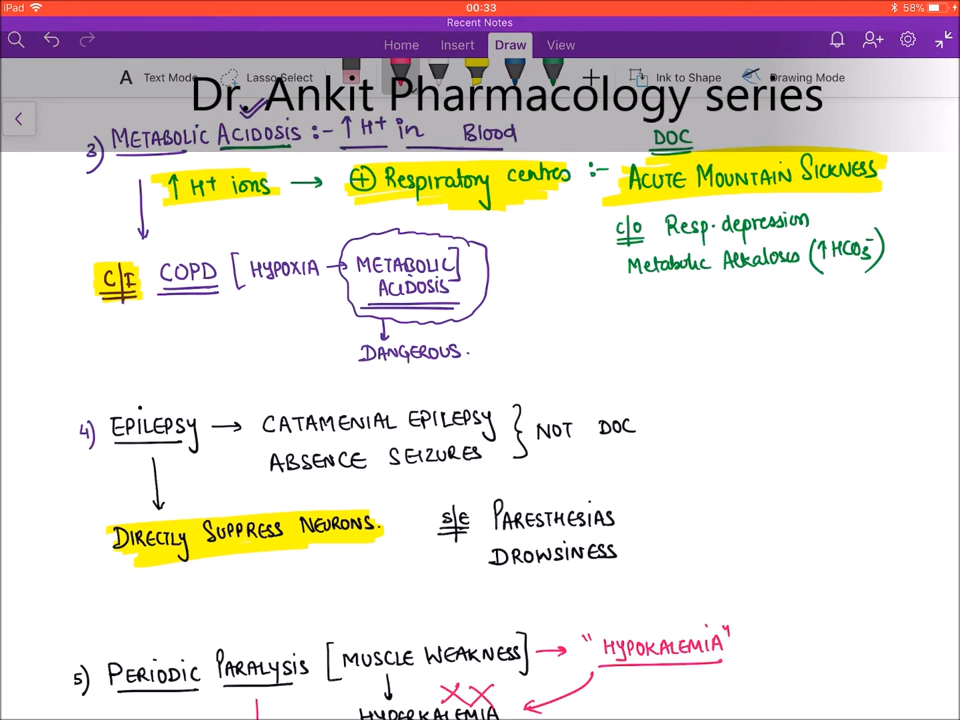 iPad 00:33 58%
Recent Notes
Home Insert Draw View
A Text Mode Lasso Select Ink to Shape Drawing Mode
Dr. Ankit Pharmacology series
3) METABOLIC ACIDOSIS :- ↑ H+ in Blood
DOC
↑ H+ ions → (+) Respiratory centres :- ACUTE MOUNTAIN SICKNESS
c/o Resp. depression
Metabolic Alkalosis (↑HCO3-)
C/I COPD [HYPOXIA → METABOLIC]
ACIDOSIS
DANGEROUS.
4) EPILEPSY → CATAMENIAL EPILEPSY } NOT DOC
ABSENCE SEIZURES
DIRECTLY SUPPRESS NEURONS.
S/E PARESTHESIAS
DROWSINESS
5) PERIODIC PARALYSIS [MUSCLE WEAKNESS] → "HYPOKALEMIA"
HYPERKALEMIA